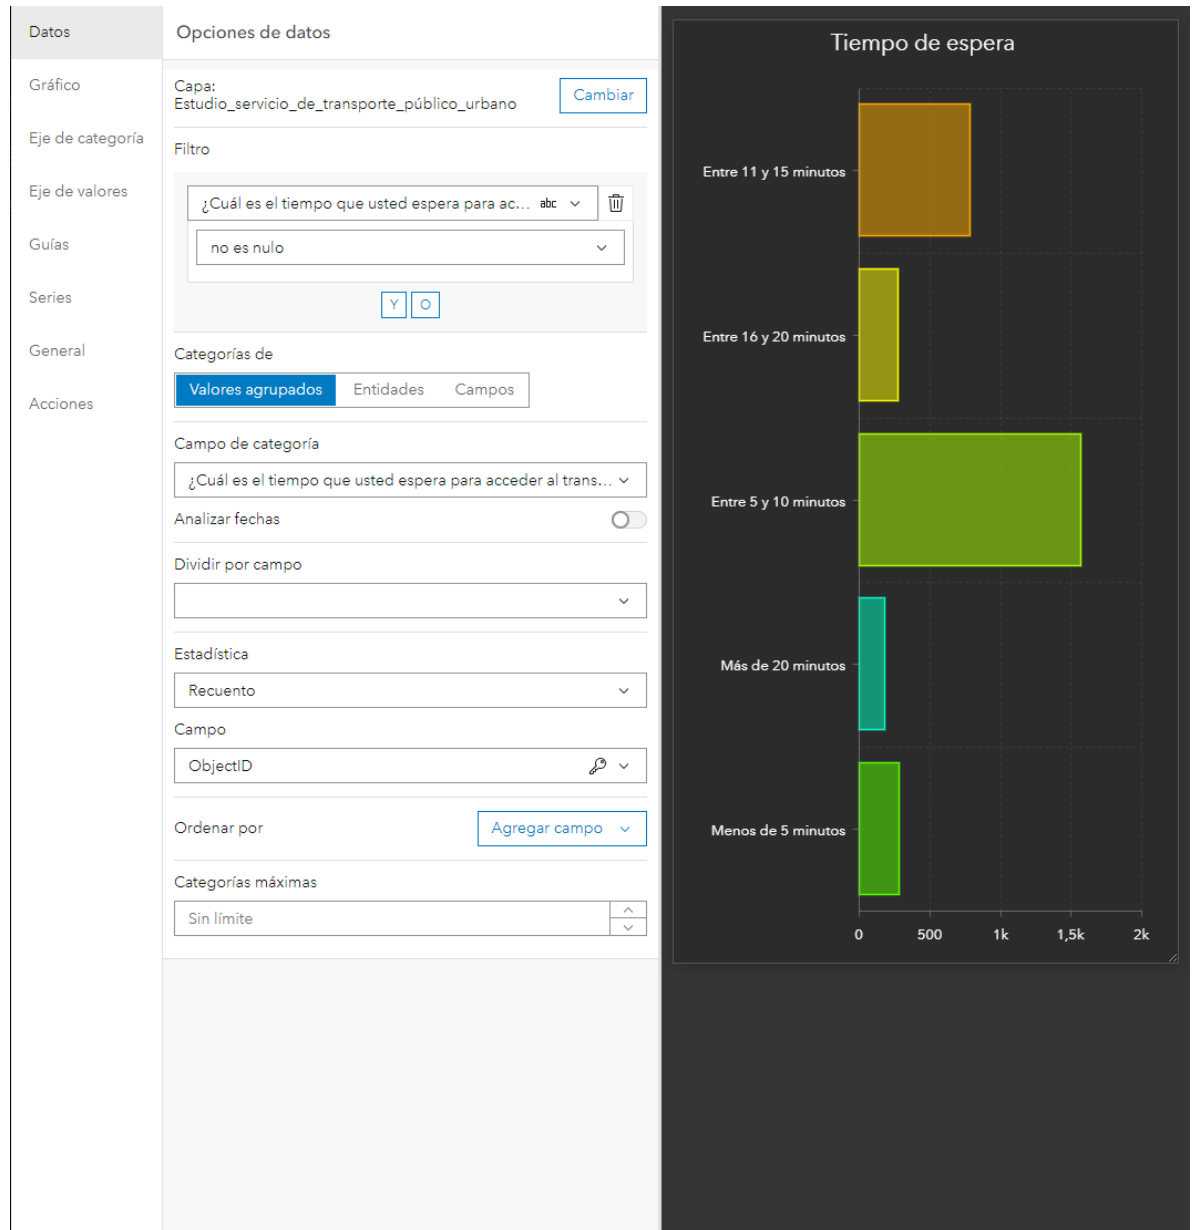 Datos
Gráfico
Eje de categoría
Eje de valores
Guías
Series
General
Acciones
Opciones de datos
Capa:
Estudio_servicio_de_transporte_público_urbano
Cambiar
Filtro
¿Cuál es el tiempo que usted espera para ac... abc
no es nulo
Y O
Categorías de
Valores agrupados Entidades Campos
Campo de categoría
¿Cuál es el tiempo que usted espera para acceder al trans...
Analizar fechas
Dividir por campo
Estadística
Recuento
Campo
ObjectID
Ordenar por Agregar campo
Categorías máximas
Sin límite
Tiempo de espera
Entre 11 y 15 minutos
Entre 16 y 20 minutos
Entre 5 y 10 minutos
Más de 20 minutos
Menos de 5 minutos
0 500 1k 1,5k 2k